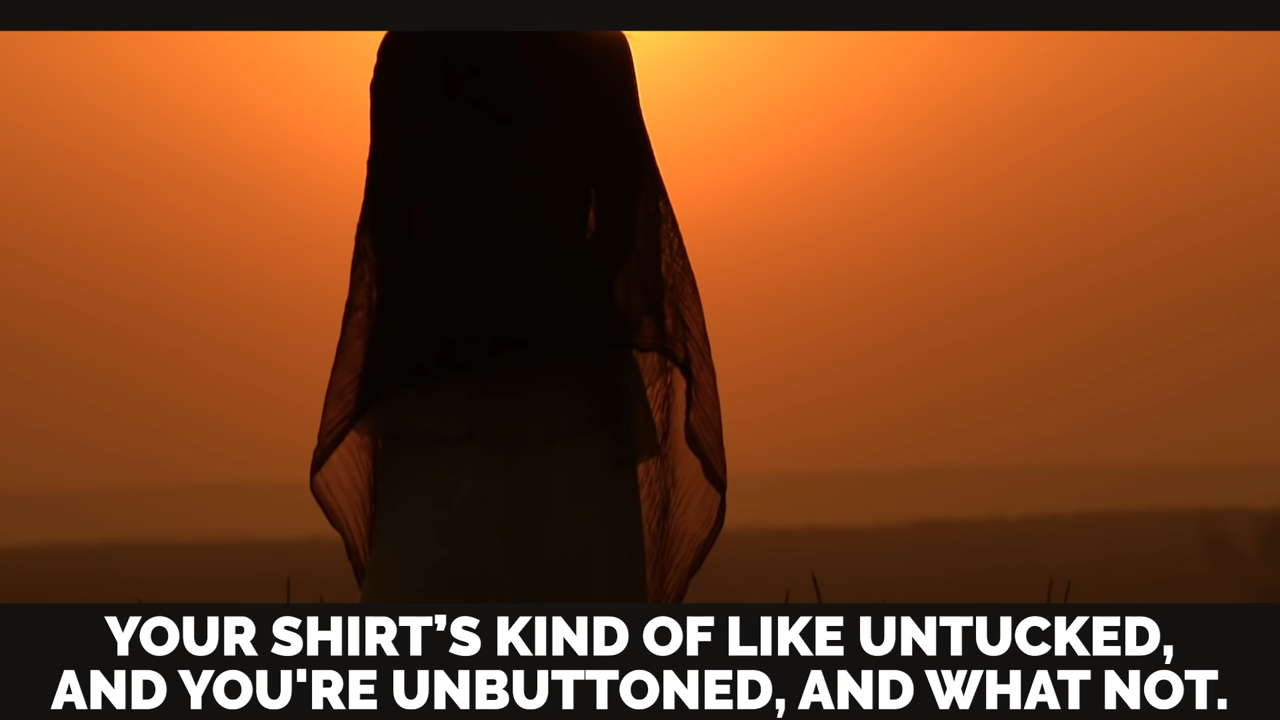 YOUR SHIRT’S KIND OF LIKE UNTUCKED,
AND YOU'RE UNBUTTONED, AND WHAT NOT.